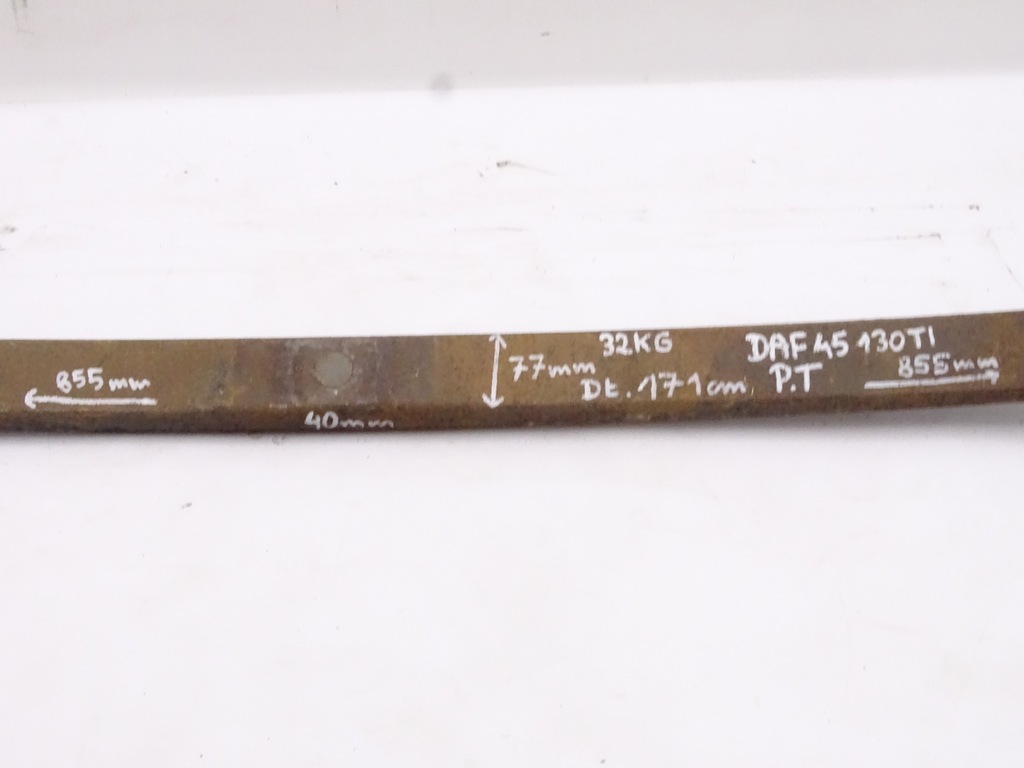 855mm
40mm
77mm
32KG
Dł. 171cm
DAF 45 130TI
P.T
855mm